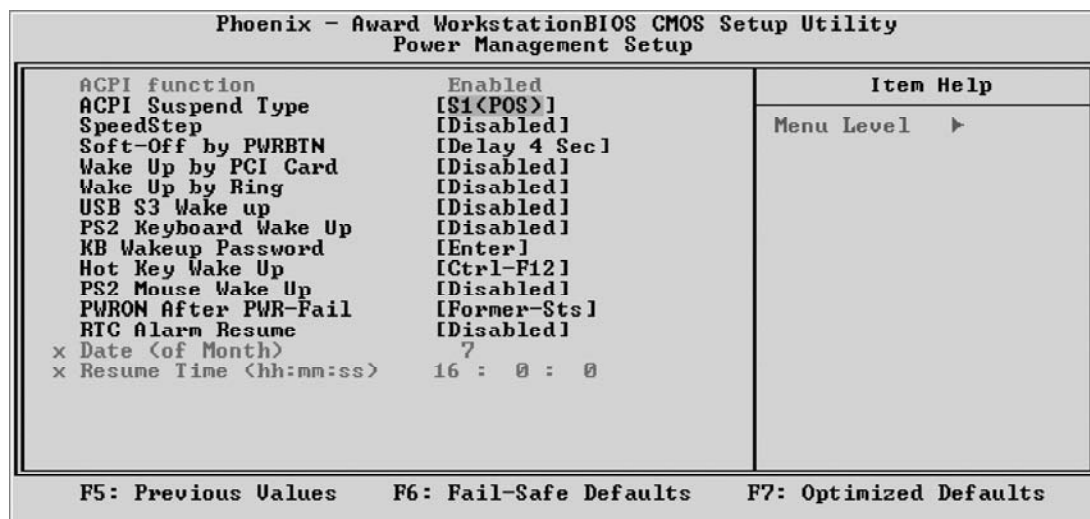 Phoenix - Award WorkstationBIOS CMOS Setup Utility
Power Management Setup
ACPI function Enabled
ACPI Suspend Type [S1(POS)]
SpeedStep [Disabled]
Soft-Off by PWRBTN [Delay 4 Sec]
Wake Up by PCI Card [Disabled]
Wake Up by Ring [Disabled]
USB S3 Wake up [Disabled]
PS2 Keyboard Wake Up [Disabled]
KB Wakeup Password [Enter]
Hot Key Wake Up [Ctrl-F12]
PS2 Mouse Wake Up [Disabled]
PWRON After PWR-Fail [Former-Sts]
RTC Alarm Resume [Disabled]
x Date (of Month) 7
x Resume Time (hh:mm:ss) 16 : 0 : 0
Item Help
Menu Level ▶
F5: Previous Values F6: Fail-Safe Defaults F7: Optimized Defaults